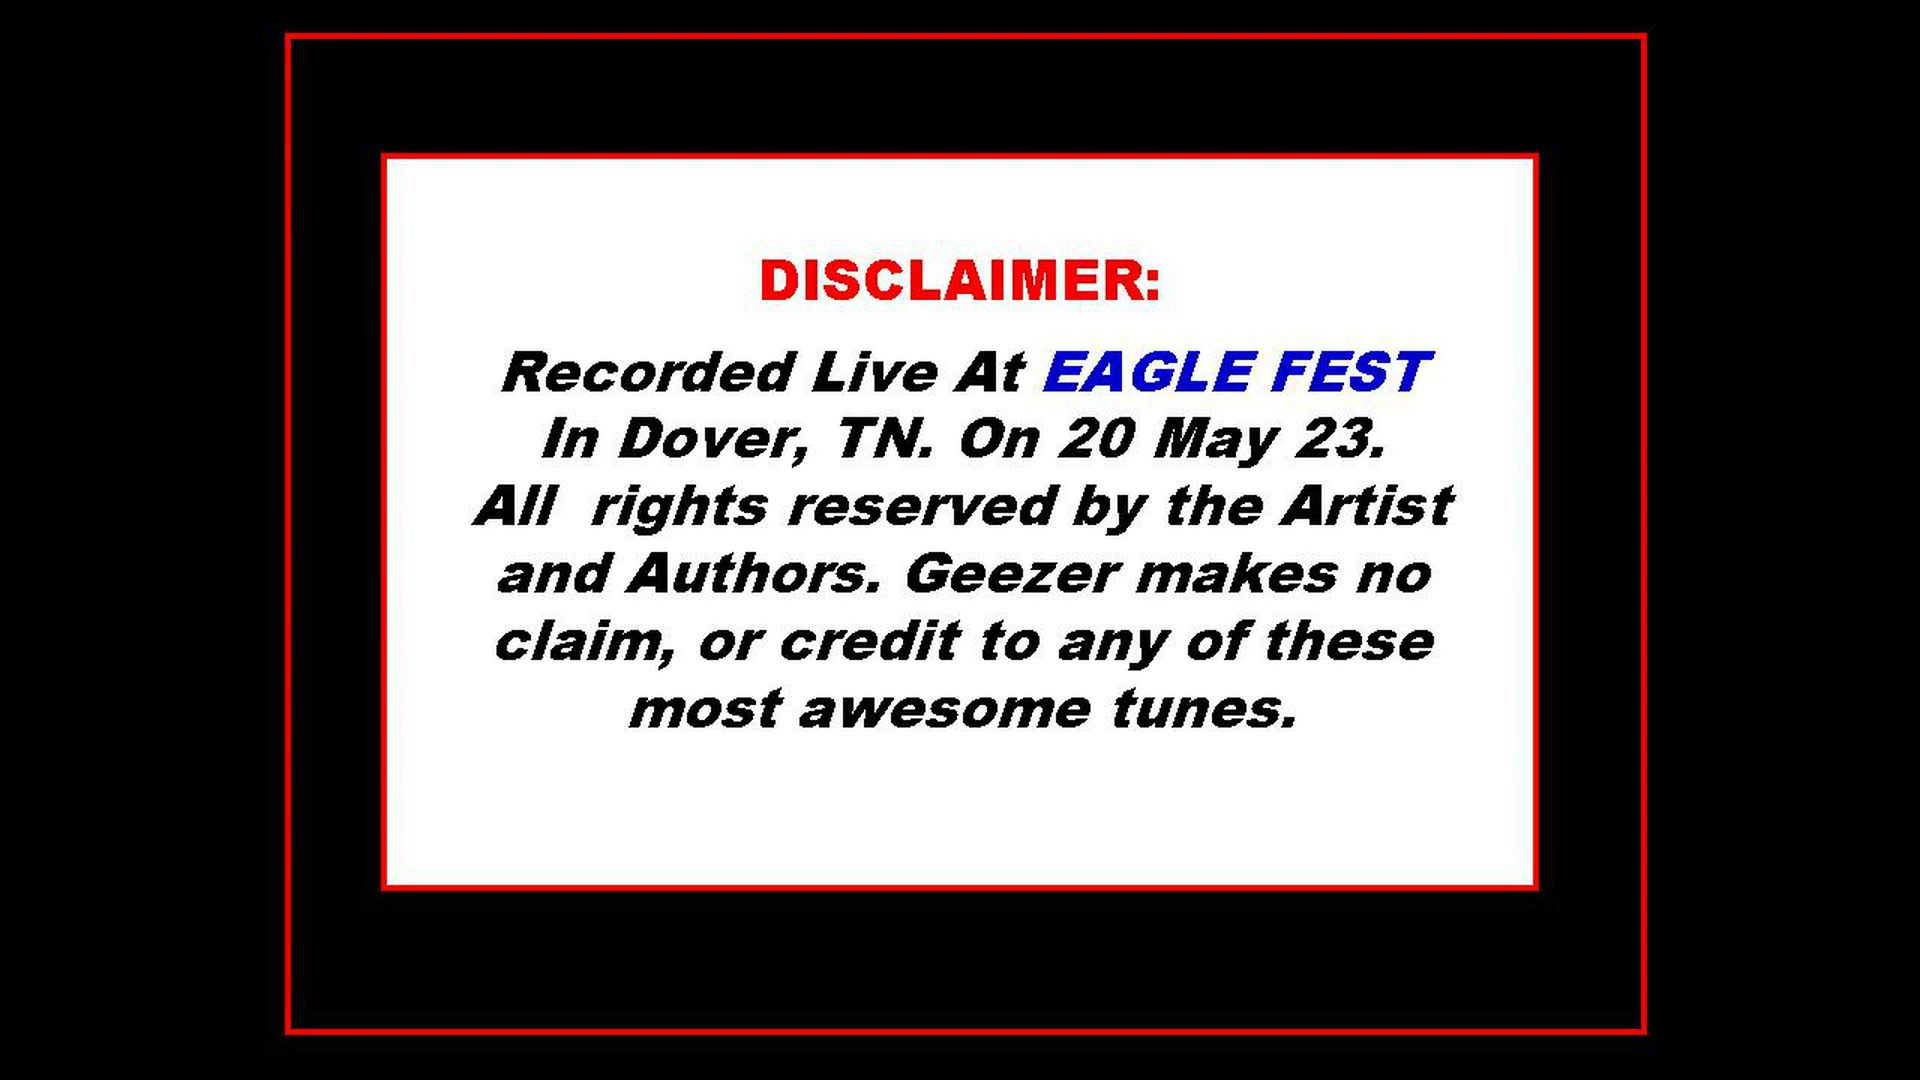 DISCLAIMER:
Recorded Live At EAGLE FEST
In Dover, TN. On 20 May 23.
All  rights reserved by the Artist
and Authors. Geezer makes no
claim, or credit to any of these
most awesome tunes.